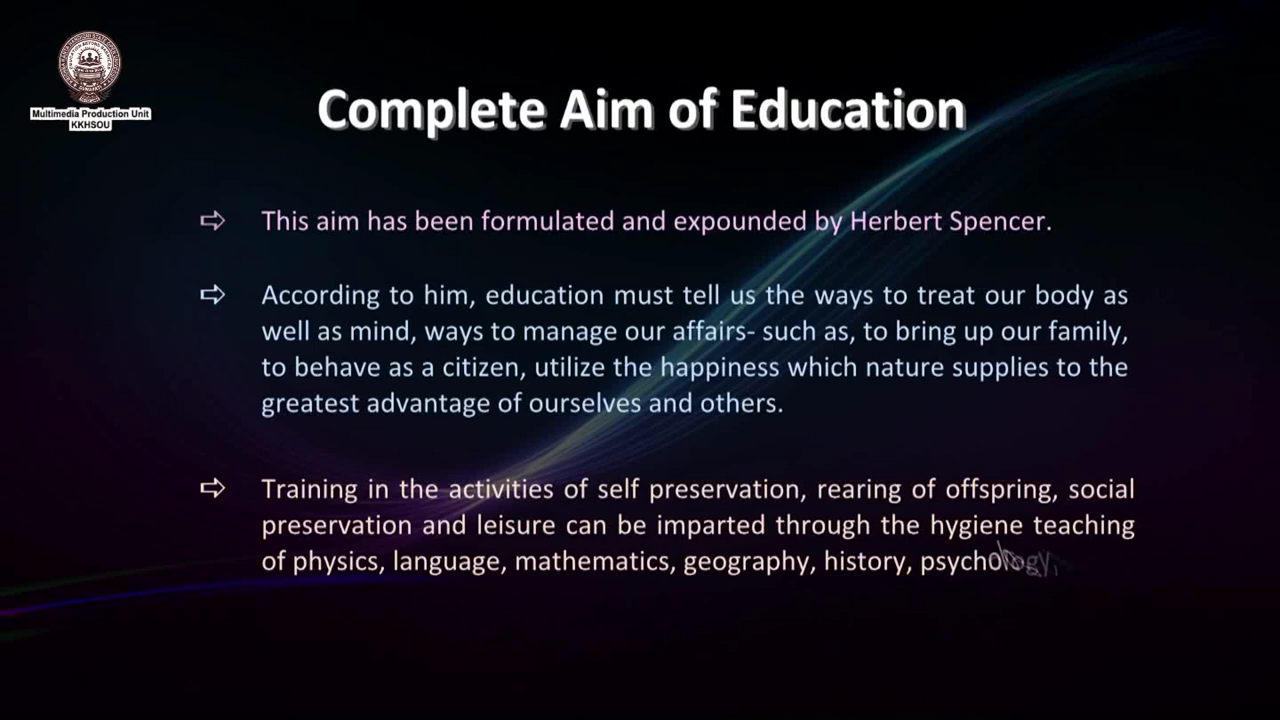 Multimedia Production Unit
KKHSOU
Complete Aim of Education
⇨ This aim has been formulated and expounded by Herbert Spencer.
⇨ According to him, education must tell us the ways to treat our body as
well as mind, ways to manage our affairs- such as, to bring up our family,
to behave as a citizen, utilize the happiness which nature supplies to the
greatest advantage of ourselves and others.
⇨ Training in the activities of self preservation, rearing of offspring, social
preservation and leisure can be imparted through the hygiene teaching
of physics, language, mathematics, geography, history, psychology,